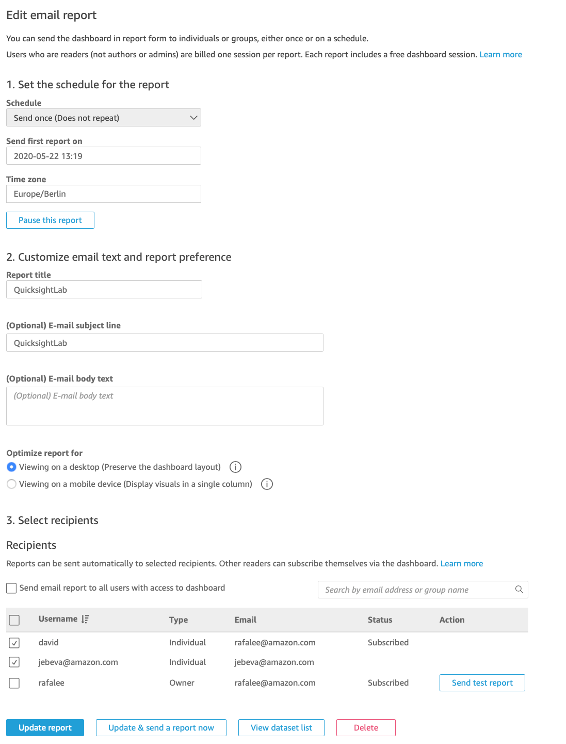 Edit email report
You can send the dashboard in report form to individuals or groups, either once or on a schedule.
Users who are readers (not authors or admins) are billed one session per report. Each report includes a free dashboard session. Learn more
1. Set the schedule for the report
Schedule
Send once (Does not repeat)
Send first report on
2020-05-22 13:19
Time zone
Europe/Berlin
Pause this report
2. Customize email text and report preference
Report title
QuicksightLab
(Optional) E-mail subject line
QuicksightLab
(Optional) E-mail body text
(Optional) E-mail body text
Optimize report for
Viewing on a desktop (Preserve the dashboard layout)
Viewing on a mobile device (Display visuals in a single column)
3. Select recipients
Recipients
Reports can be sent automatically to selected recipients. Other readers can subscribe themselves via the dashboard. Learn more
Send email report to all users with access to dashboard Search by email address or group name
Username Type Email Status Action
david Individual rafalee@amazon.com Subscribed
jebeva@amazon.com Individual jebeva@amazon.com
rafalee Owner rafalee@amazon.com Subscribed Send test report
Update report Update & send a report now View dataset list Delete